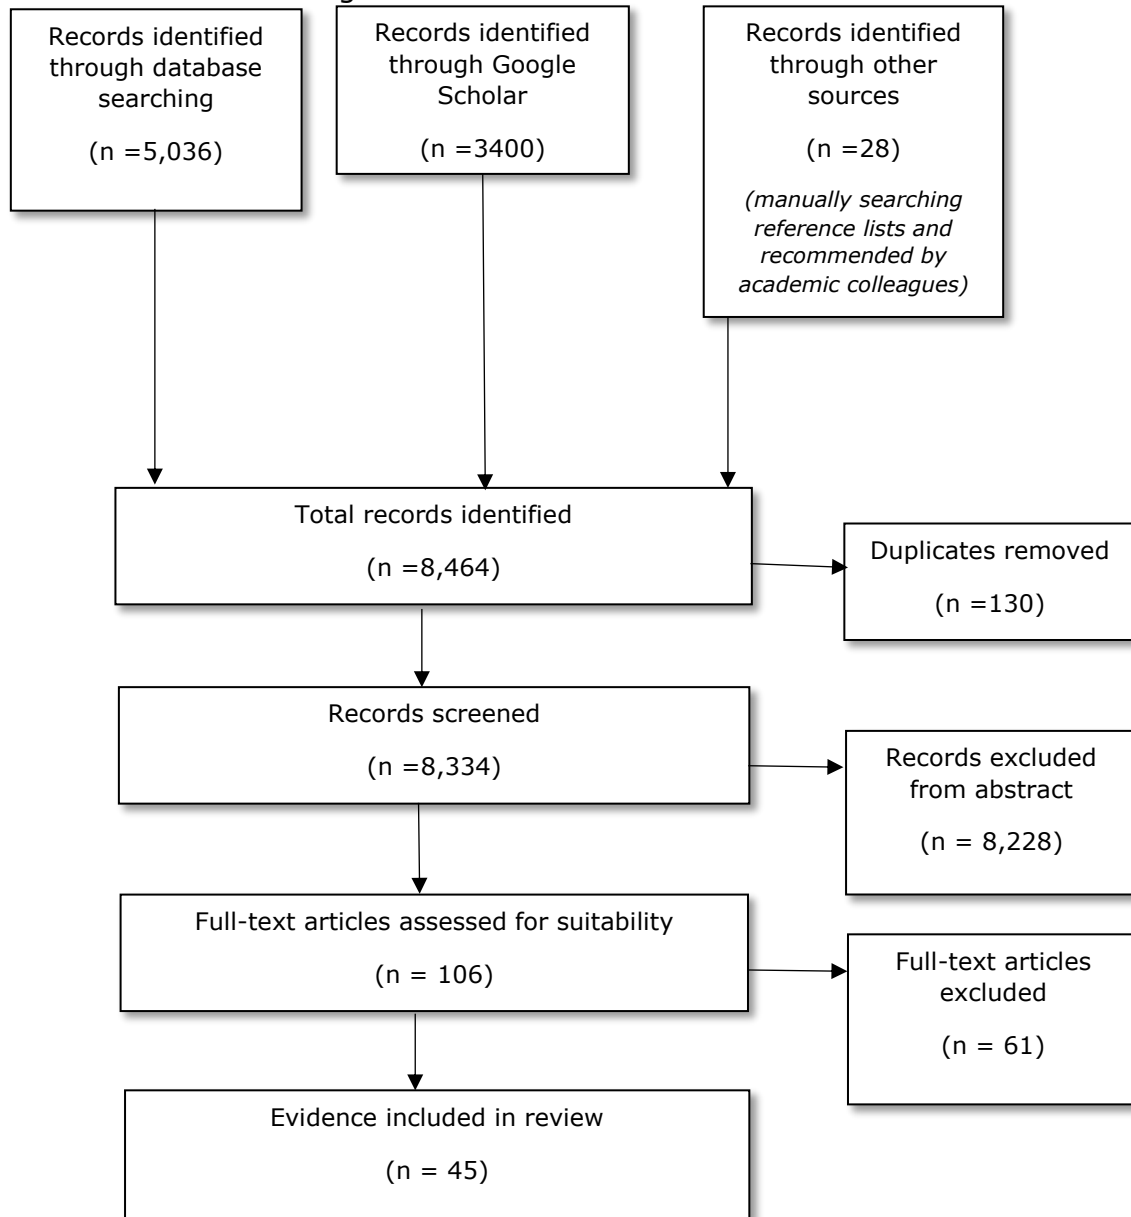 Records identified
through database
searching
(n =5,036)
Records identified
through Google
Scholar
(n =3400)
Records identified
through other
sources
(n =28)
(manually searching
reference lists and
recommended by
academic colleagues)
Total records identified
(n =8,464)
Duplicates removed
(n =130)
Records screened
(n =8,334)
Records excluded
from abstract
(n = 8,228)
Full-text articles assessed for suitability
(n = 106)
Full-text articles
excluded
(n = 61)
Evidence included in review
(n = 45)